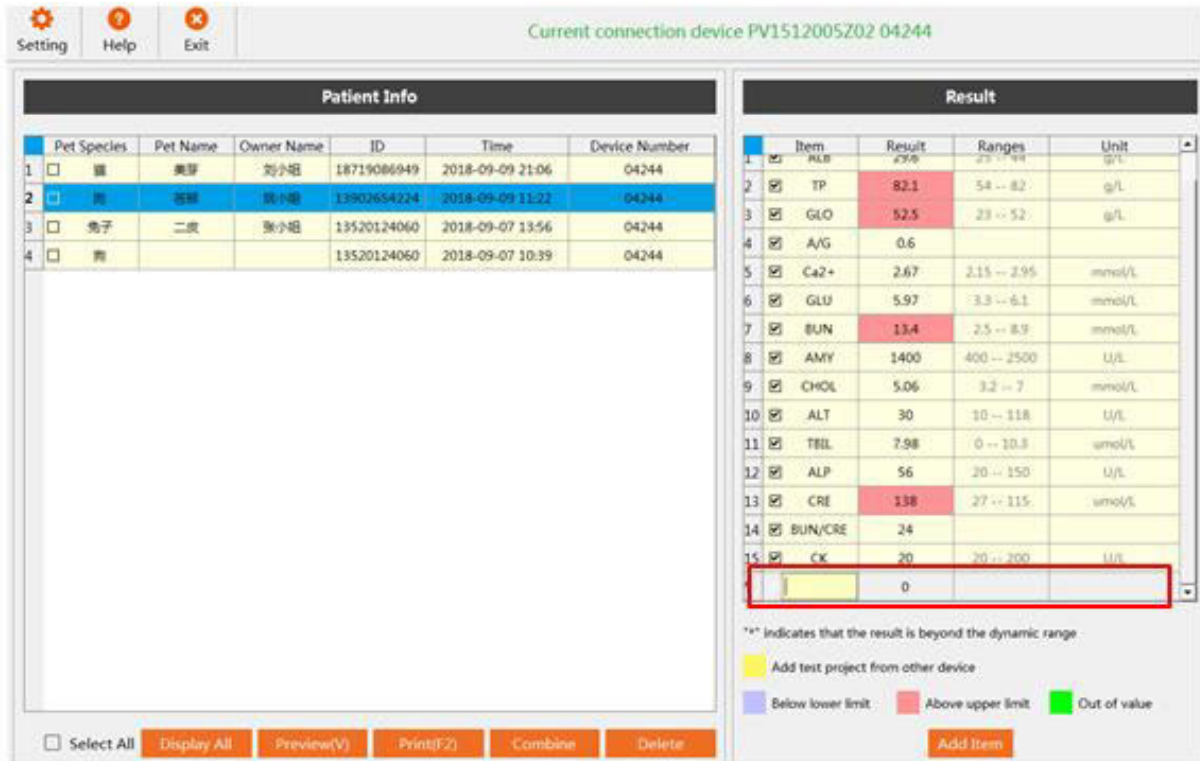 Setting Help Exit
Current connection device PV1512005Z02 04244
Patient Info
Pet Species Pet Name Owner Name ID Time Device Number
1 猫 美芽 刘小姐 18719086949 2018-09-09 21:06 04244
2 狗 13902654224 2018-09-09 11:22 04244
3 兔子 二皮 张小姐 13520124060 2018-09-07 13:56 04244
4 狗 13520124060 2018-09-07 10:39 04244
Select All Display All Preview(V) Print(F2) Combine Delete
Result
Item Result Ranges Unit
1 ALB 29.6 25 -- 44 g/L
2 TP 82.1 54 -- 82 g/L
3 GLO 52.5 23 -- 52 g/L
4 A/G 0.6
5 Ca2+ 2.67 2.15 -- 2.95 mmol/L
6 GLU 5.97 3.3 -- 6.1 mmol/L
7 BUN 13.4 2.5 -- 8.9 mmol/L
8 AMY 1400 400 -- 2500 U/L
9 CHOL 5.06 3.2 -- 7 mmol/L
10 ALT 30 10 -- 118 U/L
11 TBIL 7.98 0 -- 10.3 umol/L
12 ALP 56 20 -- 150 U/L
13 CRE 138 27 -- 115 umol/L
14 BUN/CRE 24
15 CK 20 20 -- 200 U/L
* 0
"*" indicates that the result is beyond the dynamic range
Add test project from other device
Below lower limit Above upper limit Out of value
Add Item